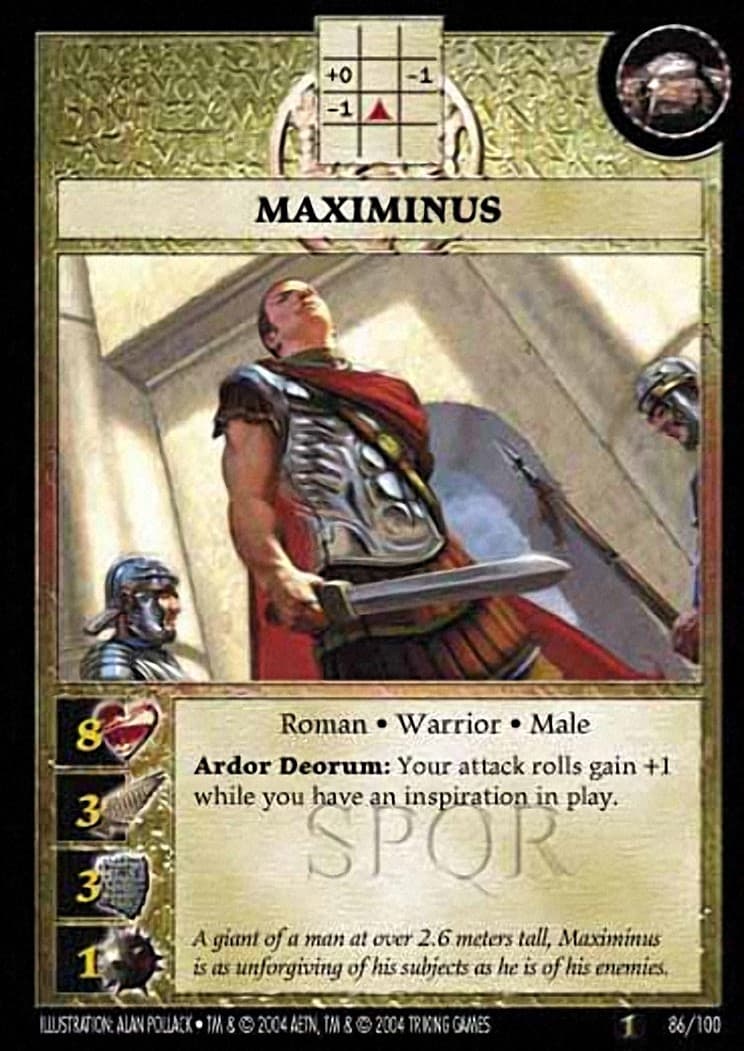 +0 -1
-1
MAXIMINUS
8
Roman • Warrior • Male
Ardor Deorum: Your attack rolls gain +1
while you have an inspiration in play.
3
SPQR
3
1
A giant of a man at over 2.6 meters tall, Maximinus
is as unforgiving of his subjects as he is of his enemies.
ILLUSTRATION: ALAN POLLACK • TM & © 2004 AETN, TM & © 2004 TRIKING GAMES
1 86/100